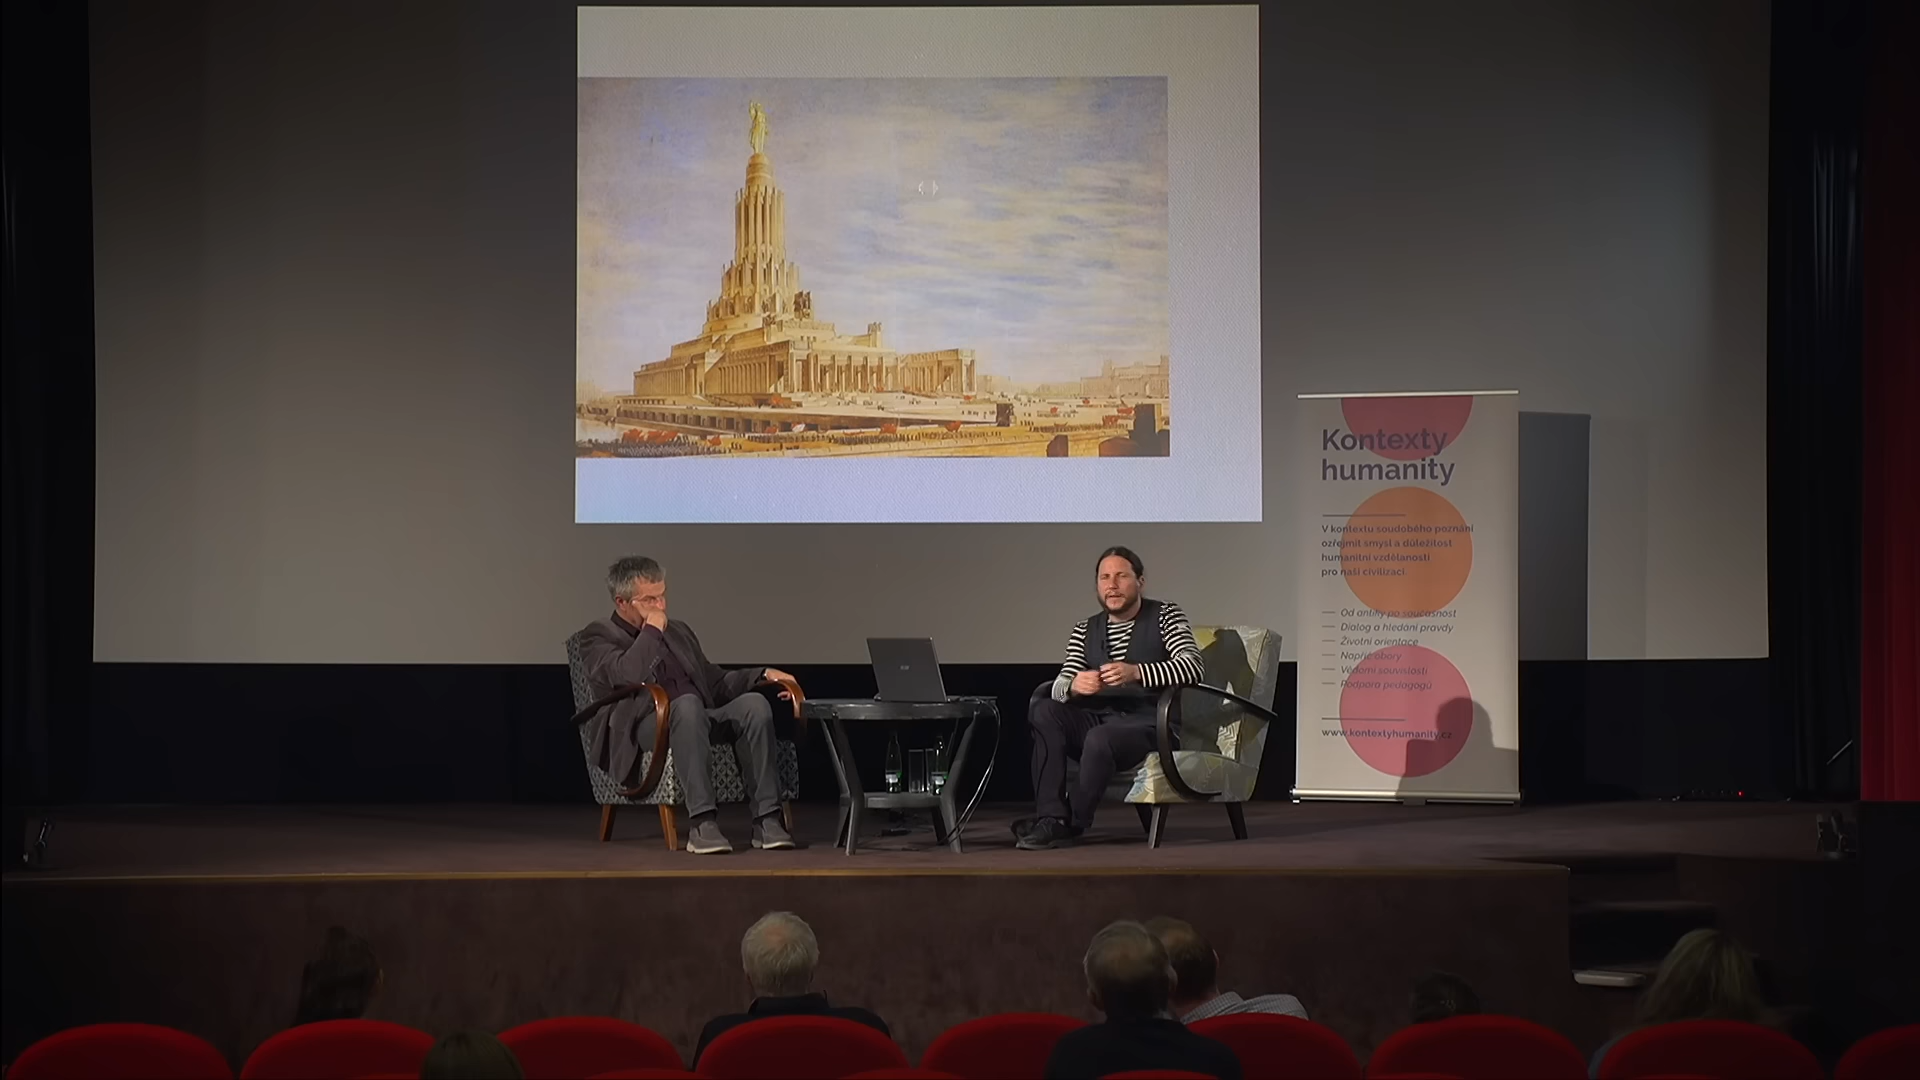 Kontexty
humanity
V kontextu soudobého poznání
ozřejmit smysl a důležitost
humanitní vzdělanosti
pro naši civilizaci
— Od antiky po současnost
— Dialog a hledání pravdy
— Životní orientace
— Napříč obory
— Vědomí souvislostí
— Podpora pedagogů
www.kontextyhumanity.cz